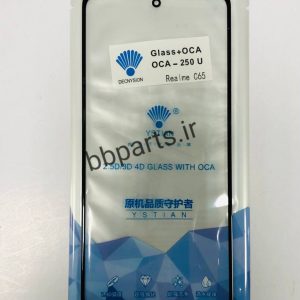 Glass+OCA
OCA-250 U
DECNYSION
Realme C65
bbparts.ir
YSTIAN
2.5D/3D 4D GLASS WITH OCA
原机品质守护者
YSTIAN